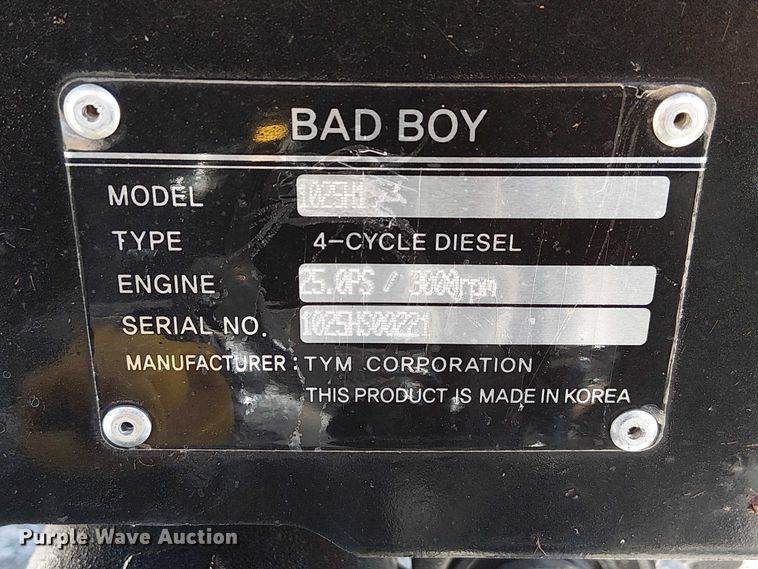 BAD BOY
MODEL 1025H
TYPE 4-CYCLE DIESEL
ENGINE 25.0PS / 3000rpm
SERIAL NO. 1025HS00221
MANUFACTURER : TYM CORPORATION
THIS PRODUCT IS MADE IN KOREA
Purple Wave Auction